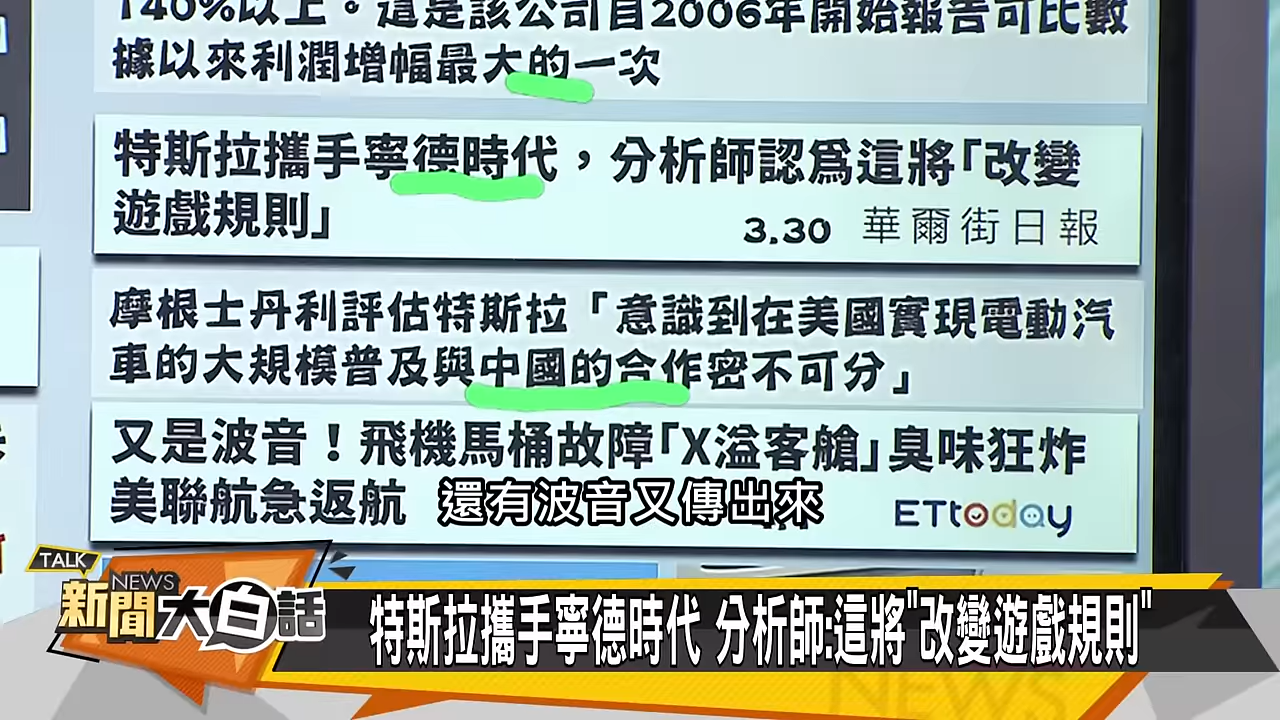 140%以上。這是該公司自2006年開始報告可比數
據以來利潤增幅最大的一次
特斯拉攜手寧德時代，分析師認為這將「改變
遊戲規則」
3.30 華爾街日報
摩根士丹利評估特斯拉「意識到在美國實現電動汽
車的大規模普及與中國的合作密不可分」
又是波音！飛機馬桶故障「X溢客艙」臭味狂炸
美聯航急返航
ETtoday
還有波音又傳出來
TALK
NEWS
新聞大白話
特斯拉攜手寧德時代 分析師:這將"改變遊戲規則"
NEWS